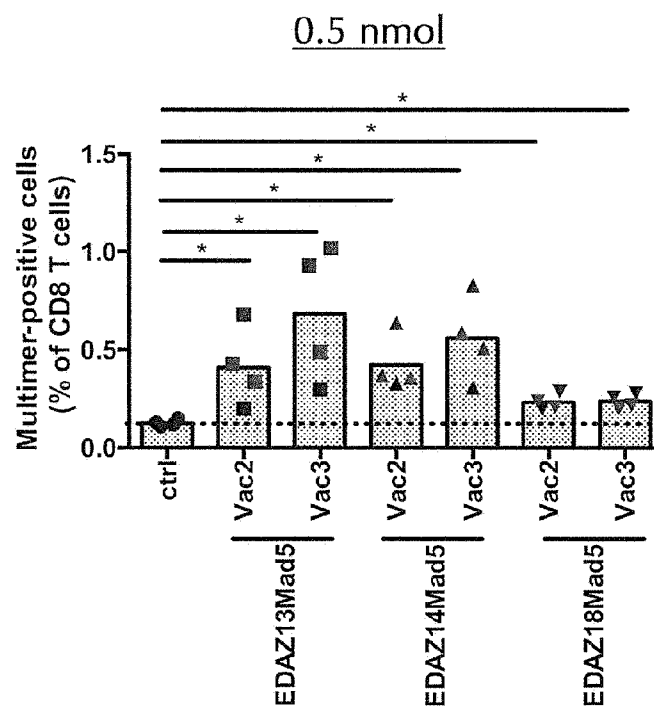 0.5 nmol
*
*
*
*
*
*
Multimer-positive cells
(% of CD8 T cells)
1.5
1.0
0.5
0.0
ctrl
Vac2
Vac3
Vac2
Vac3
Vac2
Vac3
EDAZ13Mad5
EDAZ14Mad5
EDAZ18Mad5